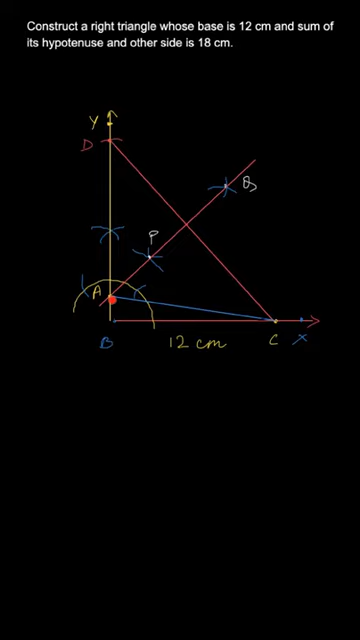 Construct a right triangle whose base is 12 cm and sum of
its hypotenuse and other side is 18 cm.
Y
D
Q
P
A
B
12 cm
C
X